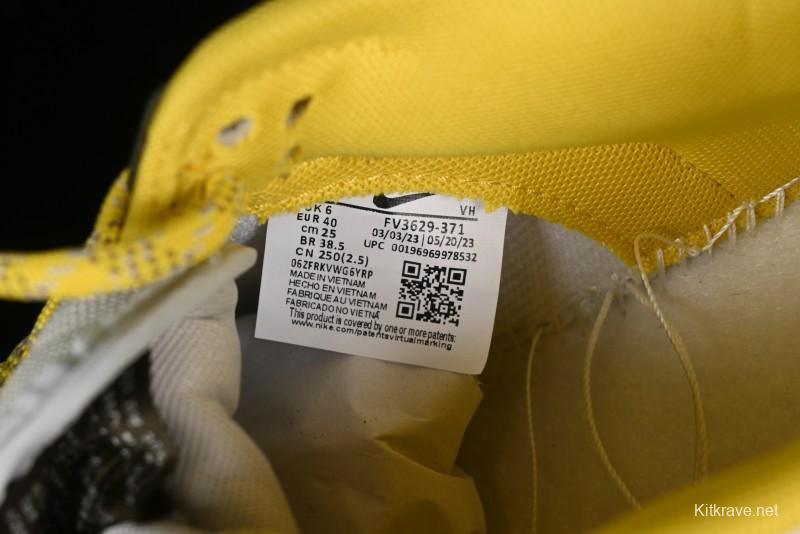 UK 6
VH
EUR 40
FV3629-371
cm 25
03/03/23 | 05/20/23
BR 38.5
UPC 00196969978532
CN 250(2.5)
06ZFRKVWG6YRP
MADE IN VIETNAM
HECHO EN VIETNAM
FABRIQUE AU VIETNAM
FABRICADO NO VIETNA
This product is covered by one or more patents:
www.nike.com/patentsvirtualmarking
Kitkrave.net